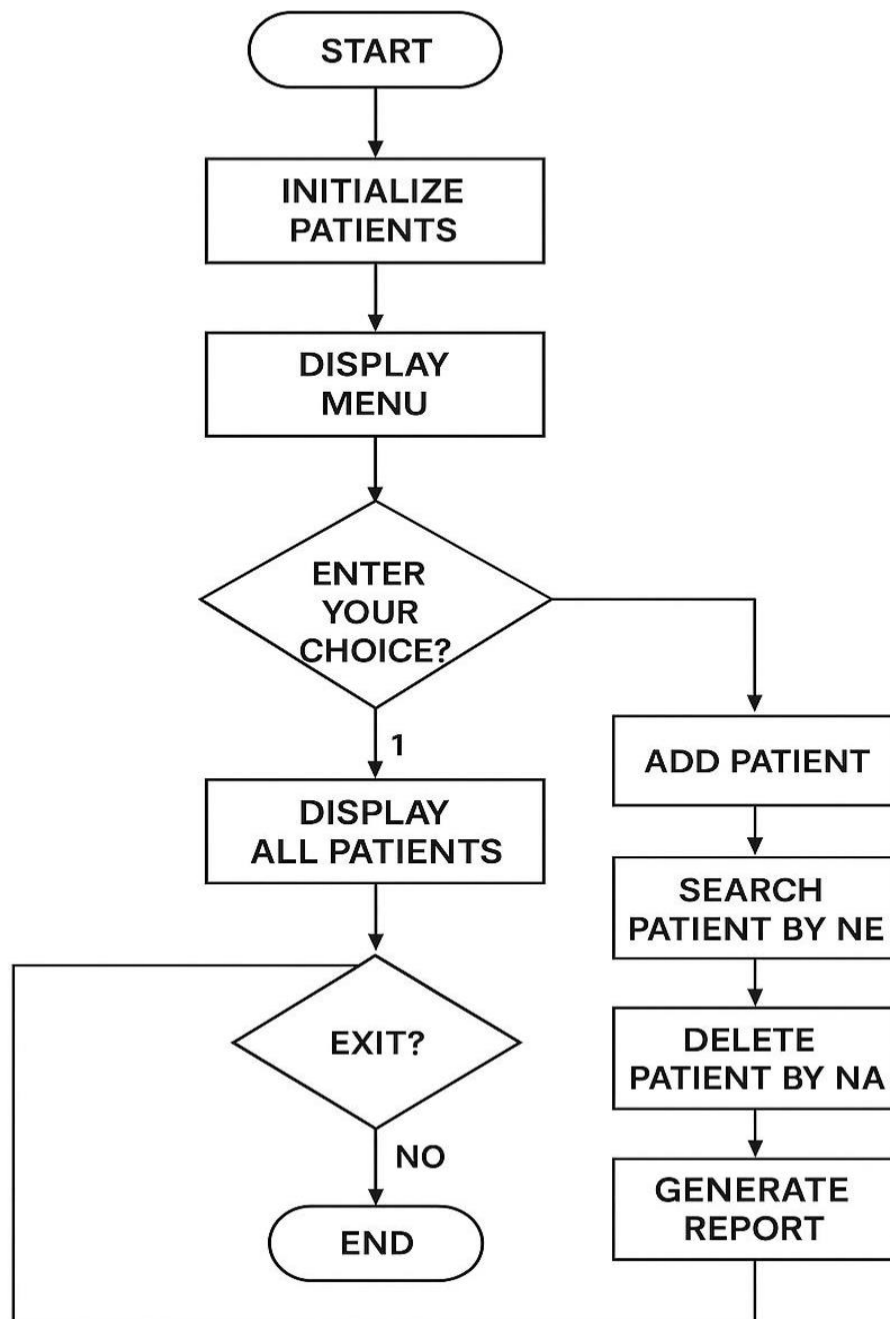 START
INITIALIZE
PATIENTS
DISPLAY
MENU
ENTER
YOUR
CHOICE?
1
DISPLAY
ALL PATIENTS
EXIT?
NO
END
ADD PATIENT
SEARCH
PATIENT BY NE
DELETE
PATIENT BY NA
GENERATE
REPORT